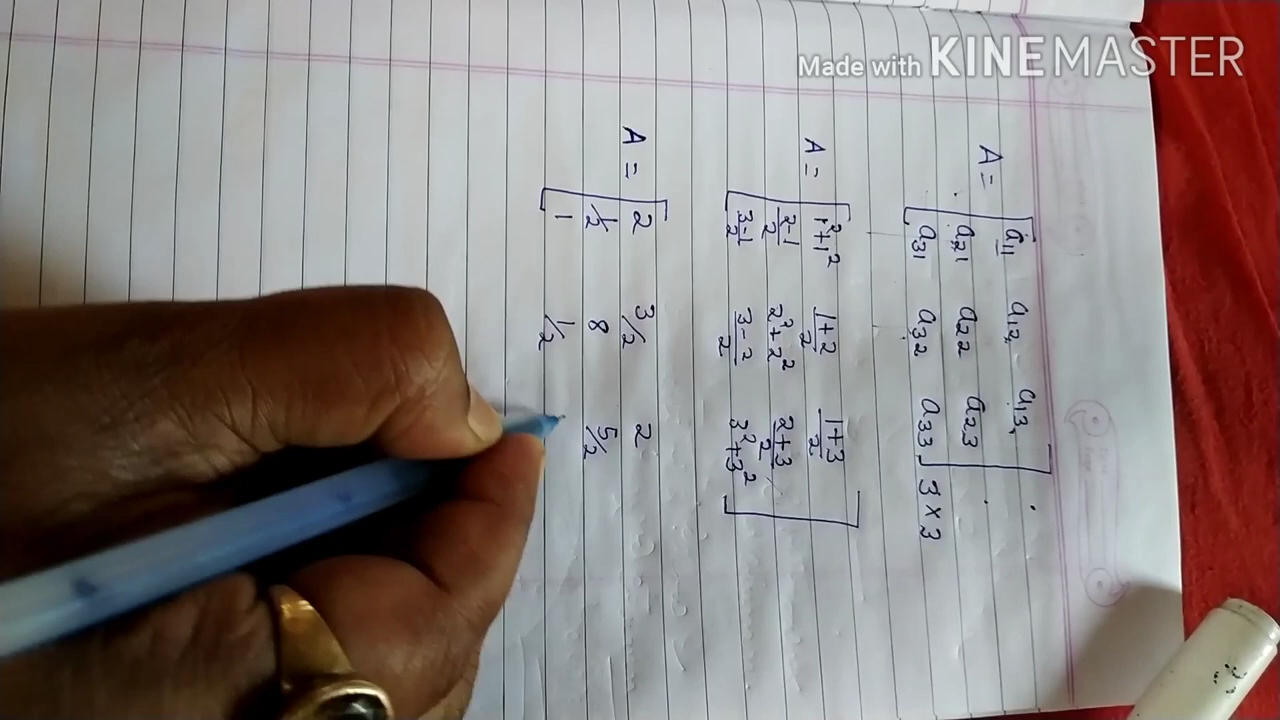 Made with KINEMASTER
A = [ a11 a12 a13
a21 a22 a23
a31 a32 a33 ] 3×3
A = [ 1²+1² (1+2)/2 (1+3)/2
(2-1)/2 2²+2² (2+3)/2
(3-1)/2 (3-2)/2 3²+3² ]
A = [ 2 3/2 2
1/2 8 5/2
1 1/2